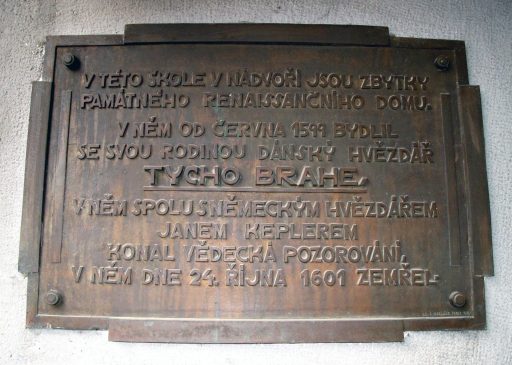 V TÉTO ŠKOLE V NÁDVOŘÍ JSOU ZBYTKY
PAMÁTNÉHO RENAISSANČNÍHO DOMU.
V NĚM OD ČERVNA 1599 BYDLIL
SE SVOU RODINOU DÁNSKÝ HVĚZDÁŘ
TYCHO BRAHE,
V NĚM SPOLU S NĚMECKÝM HVĚZDÁŘEM
JANEM KEPLEREM
KONAL VĚDECKÁ POZOROVÁNÍ,
V NĚM DNE 24. ŘÍJNA 1601 ZEMŘEL.